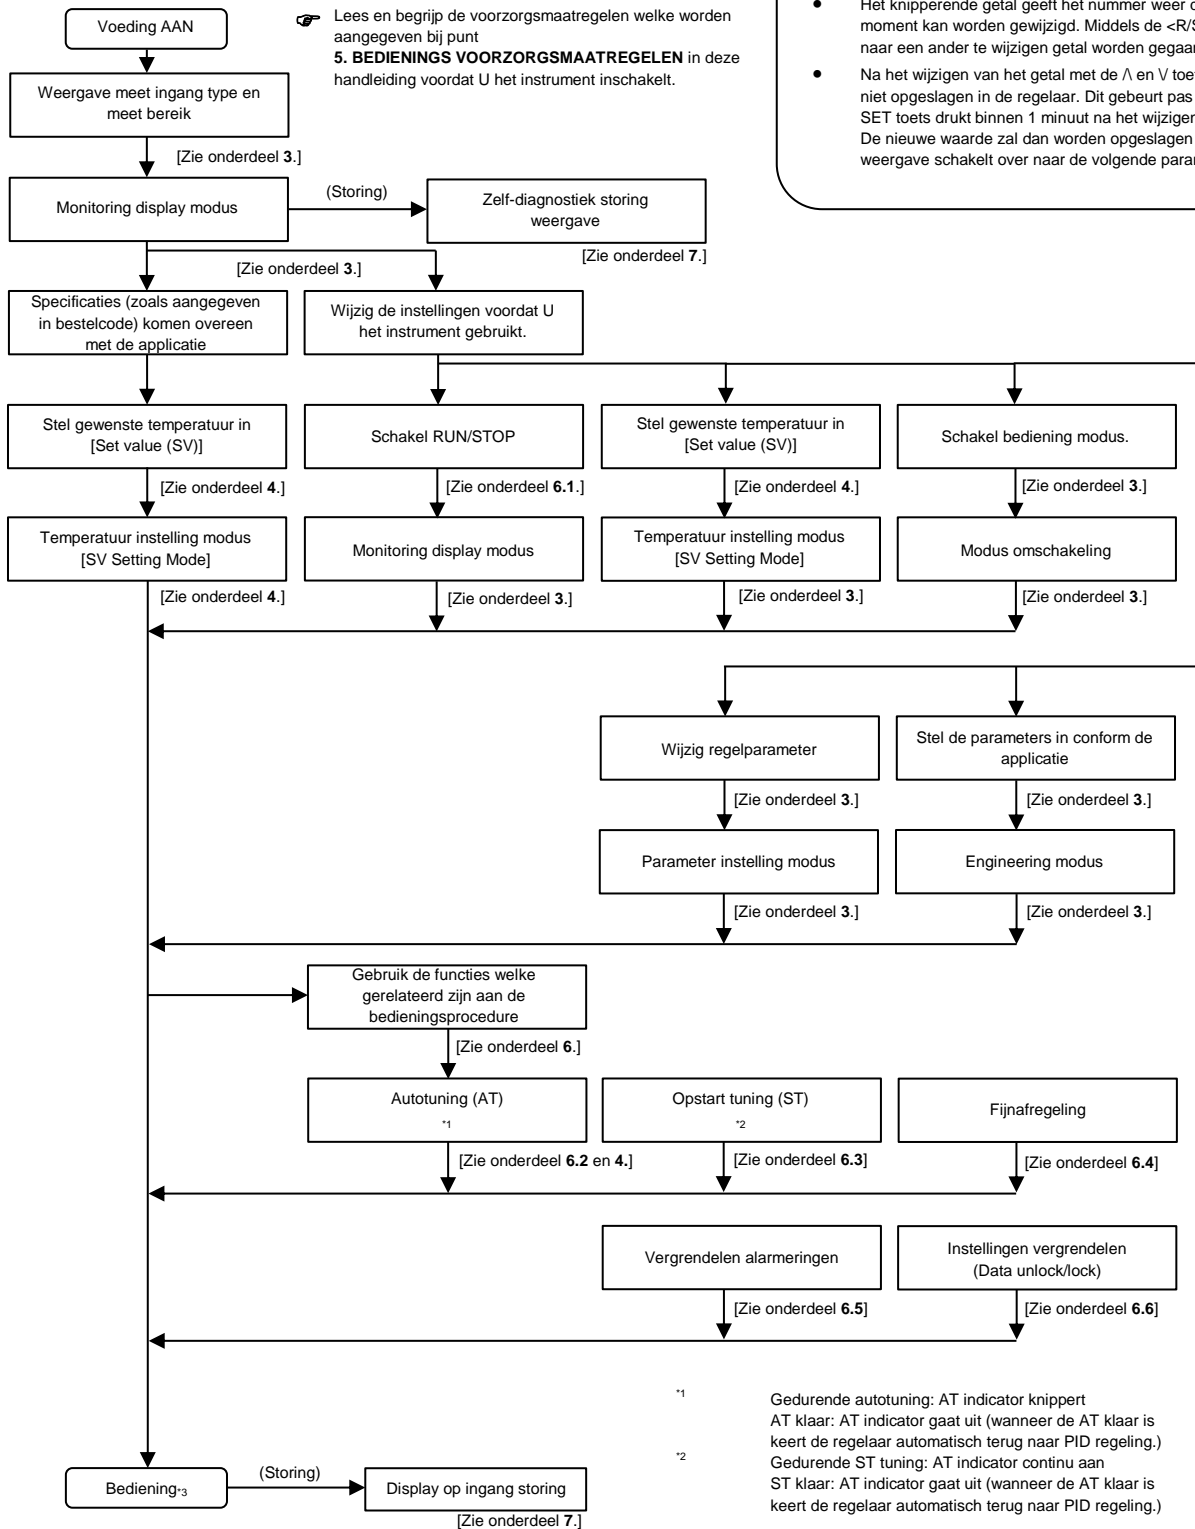 Voeding AAN
Lees en begrijp de voorzorgsmaatregelen welke worden
aangegeven bij punt
5. BEDIENINGS VOORZORGSMAATREGELEN in deze
handleiding voordat U het instrument inschakelt.
Het knipperende getal geeft het nummer weer
moment kan worden gewijzigd. Middels de <R/S
naar een ander te wijzigen getal worden gegaan
Na het wijzigen van het getal met de /\ en \/
niet opgeslagen in de regelaar. Dit gebeurt pas
SET toets drukt binnen 1 minuut na het wijzigen
De nieuwe waarde zal dan worden opgeslagen
weergave schakelt over naar de volgende
Weergave meet ingang type en
meet bereik
[Zie onderdeel 3.]
Monitoring display modus
(Storing)
Zelf-diagnostiek storing
weergave
[Zie onderdeel 7.]
[Zie onderdeel 3.]
Specificaties (zoals aangegeven
in bestelcode) komen overeen
met de applicatie
Wijzig de instellingen voordat U
het instrument gebruikt.
Stel gewenste temperatuur in
[Set value (SV)]
Schakel RUN/STOP
Stel gewenste temperatuur in
[Set value (SV)]
Schakel bediening modus.
[Zie onderdeel 4.]
[Zie onderdeel 6.1.]
[Zie onderdeel 4.]
[Zie onderdeel 3.]
Temperatuur instelling modus
[SV Setting Mode]
Monitoring display modus
Temperatuur instelling modus
[SV Setting Mode]
Modus omschakeling
[Zie onderdeel 4.]
[Zie onderdeel 3.]
[Zie onderdeel 3.]
[Zie onderdeel 3.]
Wijzig regelparameter
Stel de parameters in conform de
applicatie
[Zie onderdeel 3.]
[Zie onderdeel 3.]
Parameter instelling modus
Engineering modus
[Zie onderdeel 3.]
[Zie onderdeel 3.]
Gebruik de functies welke
gerelateerd zijn aan de
bedieningsprocedure
[Zie onderdeel 6.]
Autotuning (AT)
*1
Opstart tuning (ST)
*2
Fijnafregeling
[Zie onderdeel 6.2 en 4.]
[Zie onderdeel 6.3]
[Zie onderdeel 6.4]
Vergrendelen alarmeringen
Instellingen vergrendelen
(Data unlock/lock)
[Zie onderdeel 6.5]
[Zie onderdeel 6.6]
*1 Gedurende autotuning: AT indicator knippert
AT klaar: AT indicator gaat uit (wanneer de AT klaar is
keert de regelaar automatisch terug naar PID regeling.)
*2 Gedurende ST tuning: AT indicator continu aan
ST klaar: AT indicator gaat uit (wanneer de AT klaar is
keert de regelaar automatisch terug naar PID regeling.)
Bediening*3
(Storing)
Display op ingang storing
[Zie onderdeel 7.]